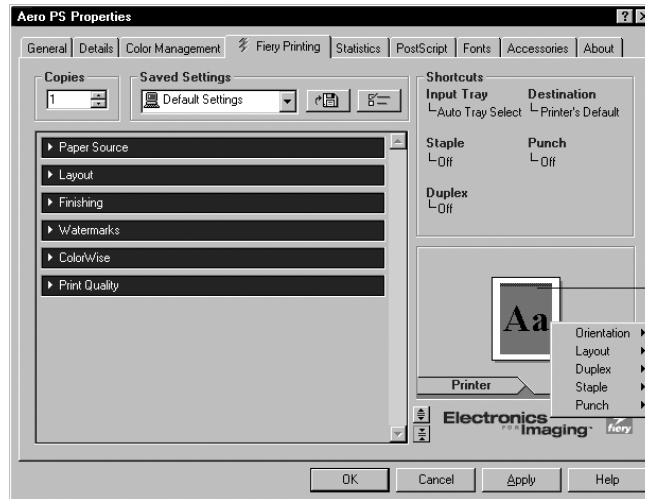 Aero PS Properties
General Details Color Management Fiery Printing Statistics PostScript Fonts Accessories About
Copies
1
Saved Settings
Default Settings
Paper Source
Layout
Finishing
Watermarks
ColorWise
Print Quality
Shortcuts
Input Tray Destination
Auto Tray Select Printer's Default
Staple Punch
Off Off
Duplex
Off
Aa
Orientation
Layout
Duplex
Staple
Punch
Printer
Electronics
FOR Imaging
fiery
OK Cancel Apply Help